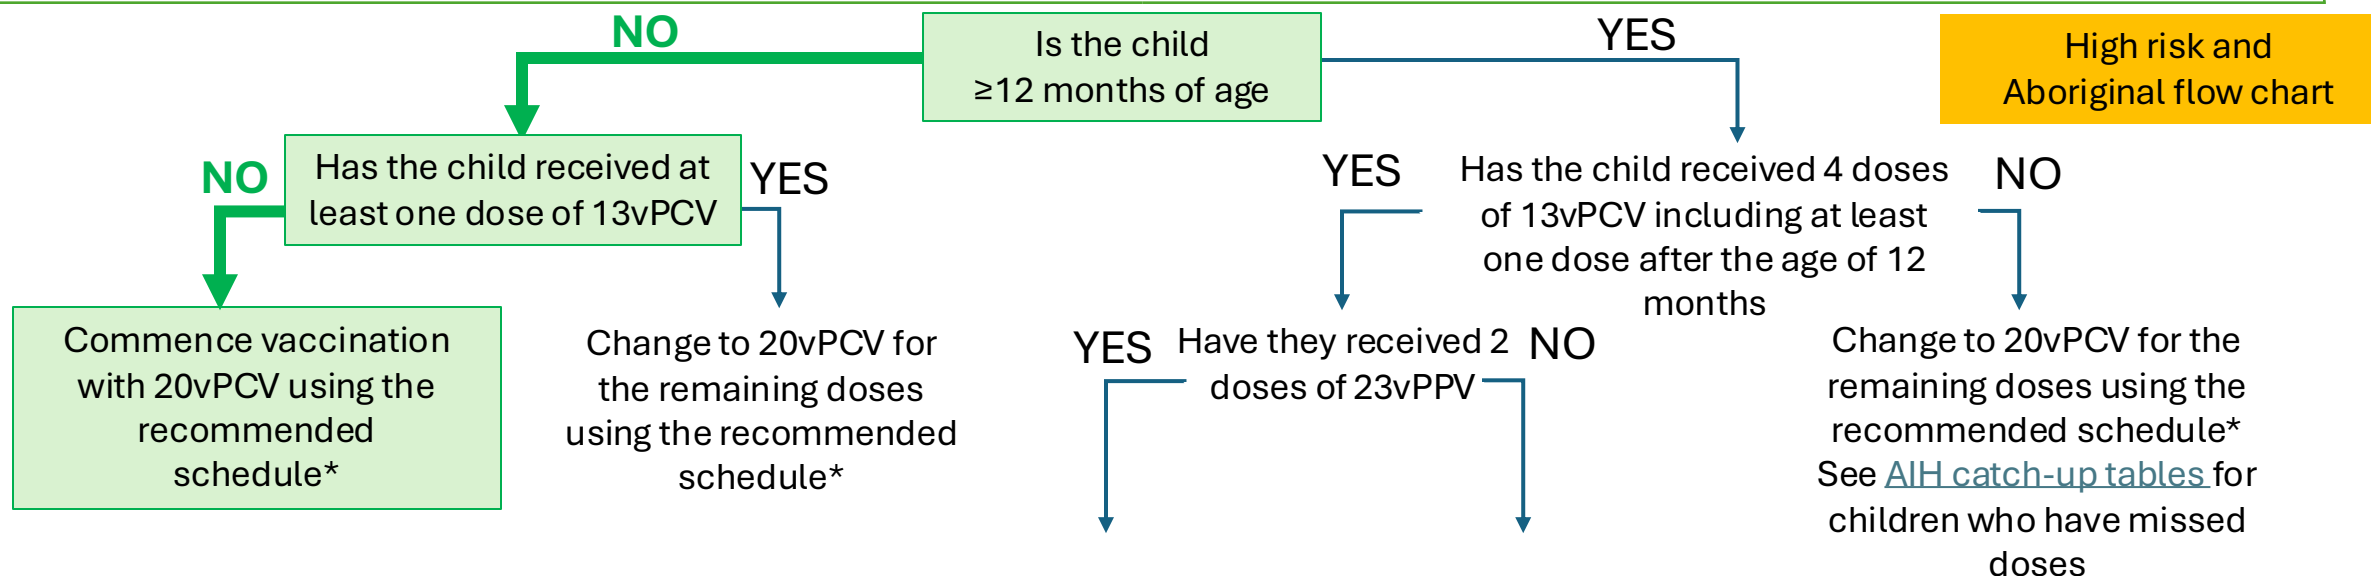 NO
Is the child
≥12 months of age
YES
High risk and
Aboriginal flow chart
NO
Has the child received at
least one dose of 13vPCV
YES
YES
Has the child received 4 doses
of 13vPCV including at least
one dose after the age of 12
months
NO
Commence vaccination
with 20vPCV using the
recommended
schedule*
Change to 20vPCV for
the remaining doses
using the recommended
schedule*
YES
Have they received 2
doses of 23vPPV
NO
Change to 20vPCV for the
remaining doses using the
recommended schedule*
See AIH catch-up tables for
children who have missed
doses